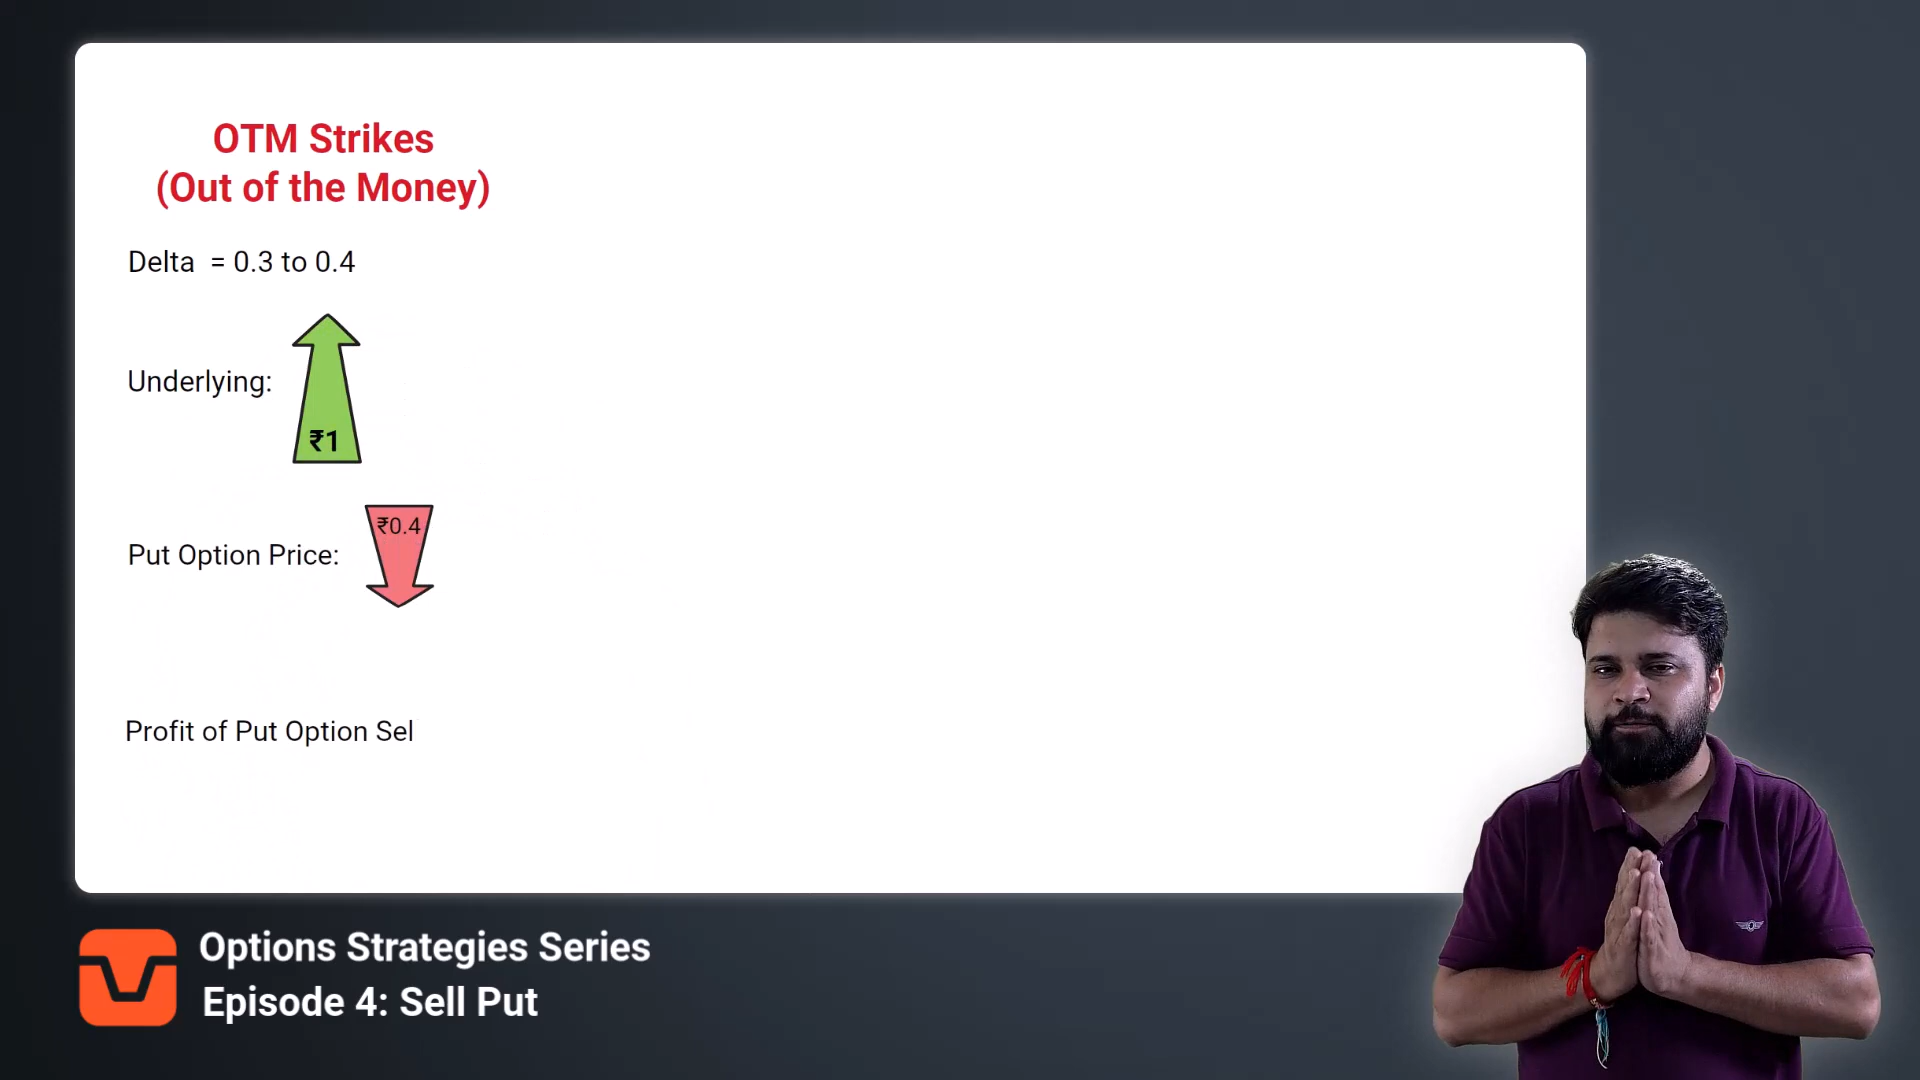 OTM Strikes
(Out of the Money)
Delta = 0.3 to 0.4
Underlying:
₹1
₹0.4
Put Option Price:
Profit of Put Option Sel
Options Strategies Series
Episode 4: Sell Put